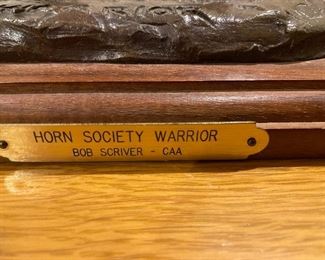 HORN SOCIETY WARRIOR
BOB SCRIVER - CAA